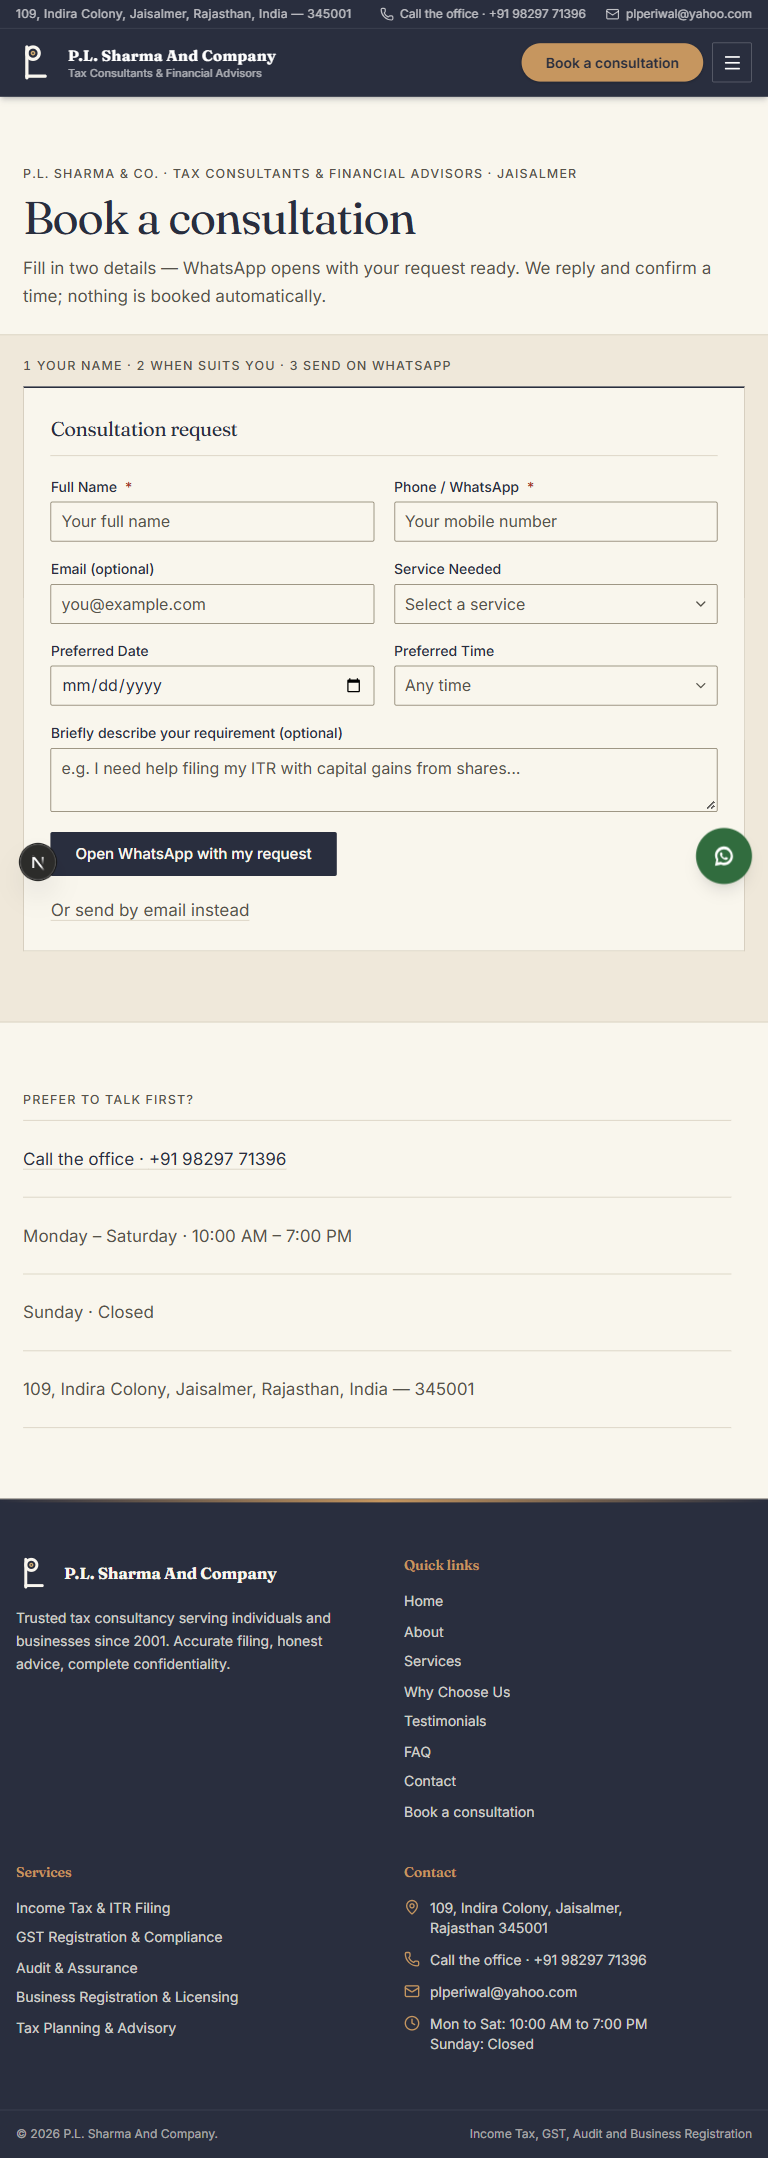 109, Indira Colony, Jaisalmer, Rajasthan, India — 345001
Call the office · +91 98297 71396
plperiwal@yahoo.com
P.L. Sharma And Company
Tax Consultants & Financial Advisors
Book a consultation
P.L. SHARMA & CO. · TAX CONSULTANTS & FINANCIAL ADVISORS · JAISALMER
Book a consultation
Fill in two details — WhatsApp opens with your request ready. We reply and confirm a
time; nothing is booked automatically.
1 YOUR NAME · 2 WHEN SUITS YOU · 3 SEND ON WHATSAPP
Consultation request
Full Name *
Phone / WhatsApp *
Your full name
Your mobile number
Email (optional)
Service Needed
you@example.com
Select a service
Preferred Date
Preferred Time
mm/dd/yyyy
Any time
Briefly describe your requirement (optional)
e.g. I need help filing my ITR with capital gains from shares...
N
Open WhatsApp with my request
Or send by email instead
PREFER TO TALK FIRST?
Call the office · +91 98297 71396
Monday – Saturday · 10:00 AM – 7:00 PM
Sunday · Closed
109, Indira Colony, Jaisalmer, Rajasthan, India — 345001
P.L. Sharma And Company
Trusted tax consultancy serving individuals and
businesses since 2001. Accurate filing, honest
advice, complete confidentiality.
Quick links
Home
About
Services
Why Choose Us
Testimonials
FAQ
Contact
Book a consultation
Services
Income Tax & ITR Filing
GST Registration & Compliance
Audit & Assurance
Business Registration & Licensing
Tax Planning & Advisory
Contact
109, Indira Colony, Jaisalmer,
Rajasthan 345001
Call the office · +91 98297 71396
plperiwal@yahoo.com
Mon to Sat: 10:00 AM to 7:00 PM
Sunday: Closed
© 2026 P.L. Sharma And Company.
Income Tax, GST, Audit and Business Registration